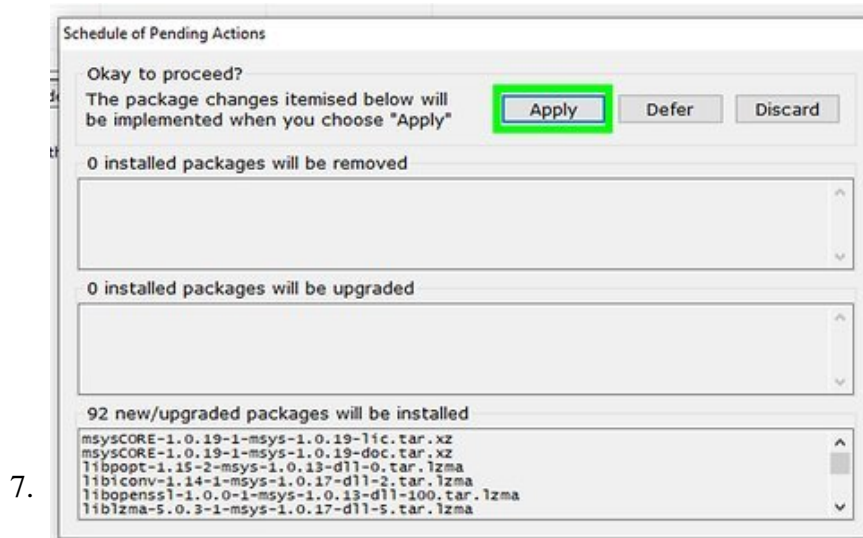 Schedule of Pending Actions
Okay to proceed?
The package changes itemised below will
be implemented when you choose "Apply"
Apply
Defer
Discard
0 installed packages will be removed
0 installed packages will be upgraded
92 new/upgraded packages will be installed
msysCORE-1.0.19-1-msys-1.0.19-lic.tar.xz
msysCORE-1.0.19-1-msys-1.0.19-doc.tar.xz
libpopt-1.15-2-msys-1.0.13-dll-0.tar.lzma
libiconv-1.14-1-msys-1.0.17-dll-2.tar.lzma
libopenssl-1.0.0-1-msys-1.0.13-dll-100.tar.lzma
liblzma-5.0.3-1-msys-1.0.17-dll-5.tar.lzma
7.